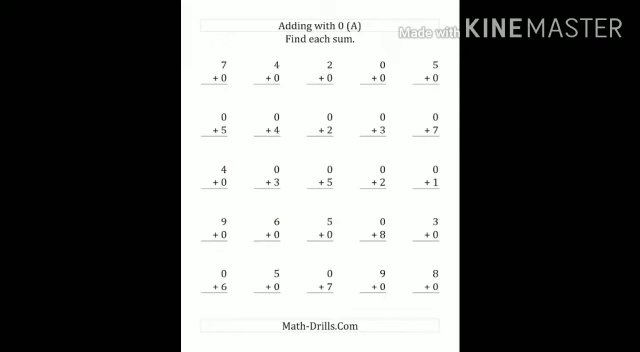 Made with KINEMASTER
Adding with 0 (A)
Find each sum.
7 4 2 0 5
+ 0 + 0 + 0 + 0 + 0
0 0 0 0 0
+ 5 + 4 + 2 + 3 + 7
4 0 0 0 0
+ 0 + 3 + 5 + 2 + 1
9 6 5 0 3
+ 0 + 0 + 0 + 8 + 0
0 5 0 9 8
+ 6 + 0 + 7 + 0 + 0
Math-Drills.Com